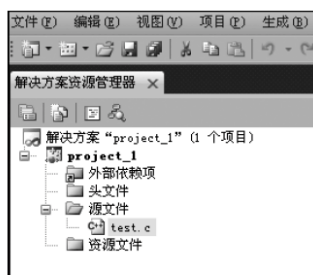 文件(F) 编辑(E) 视图(V) 项目(P) 生成(B)
解决方案资源管理器
解决方案“project_1”(1 个项目)
project_1
外部依赖项
头文件
源文件
test.c
资源文件